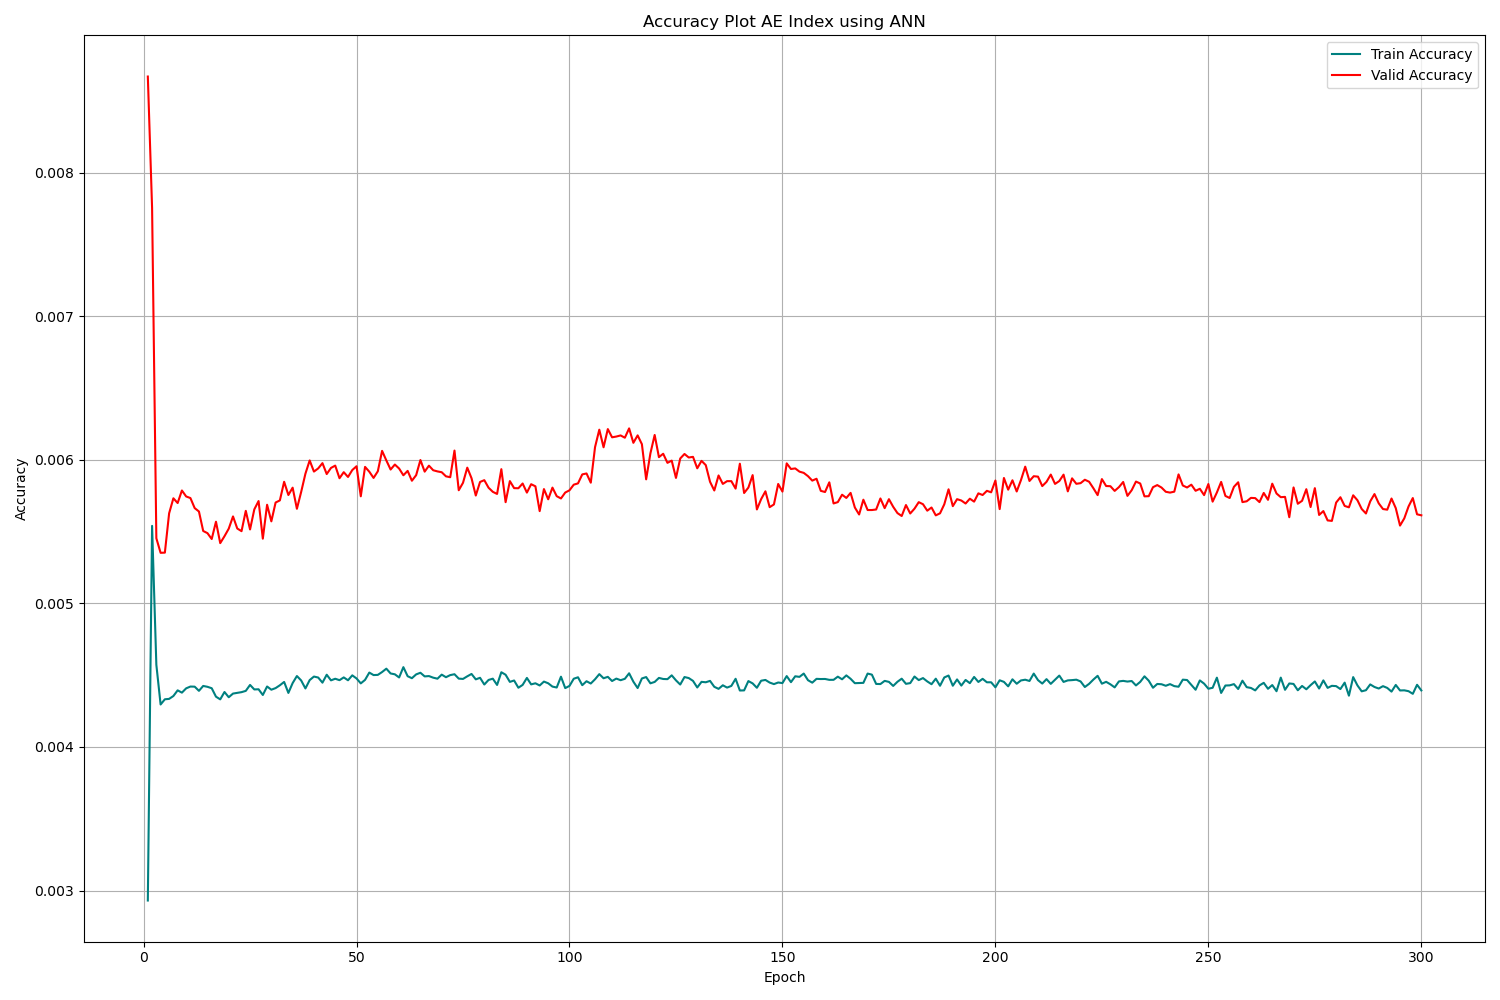 Accuracy Plot AE Index using ANN
Train Accuracy
Valid Accuracy
0.008
0.007
0.006
0.005
0.004
0.003
Accuracy
0 50 100 150 200 250 300
Epoch